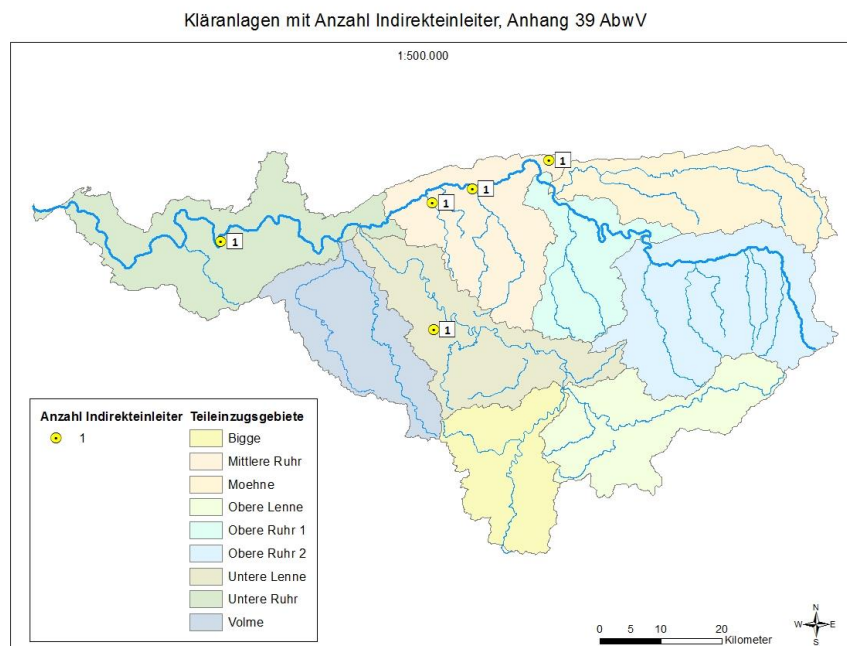 Kläranlagen mit Anzahl Indirekteinleiter, Anhang 39 AbwV
1:500.000
1
1
1
1
1
Anzahl Indirekteinleiter
1
Teileinzugsgebiete
Bigge
Mittlere Ruhr
Moehne
Obere Lenne
Obere Ruhr 1
Obere Ruhr 2
Untere Lenne
Untere Ruhr
Volme
N
W E
S
0 5 10 20
Kilometer